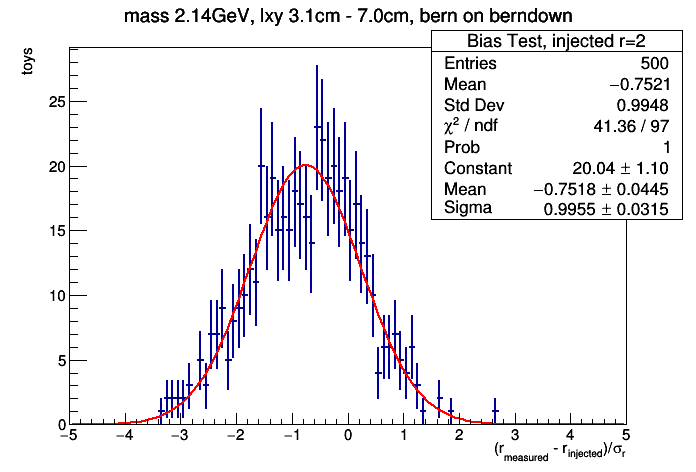 mass 2.14GeV, lxy 3.1cm - 7.0cm, bern on berndown
Bias Test, injected r=2
Entries 500
Mean −0.7521
Std Dev 0.9948
χ² / ndf 41.36 / 97
Prob 1
Constant 20.04 ± 1.10
Mean −0.7518 ± 0.0445
Sigma 0.9955 ± 0.0315
toys
25
20
15
10
5
0
−5 −4 −3 −2 −1 0 1 2 3 4 5
(r_measured - r_injected)/σ_r